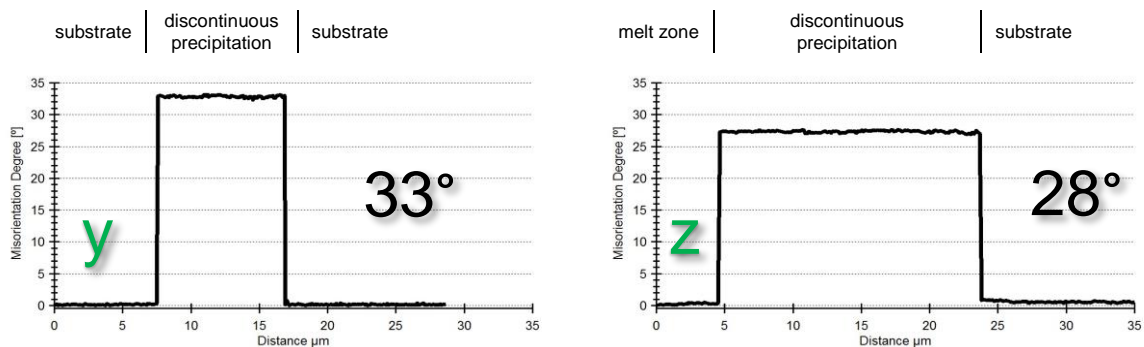 substrate
discontinuous
precipitation
substrate
35
30
25
20
15
10
5
0
Misorientation Degree [º]
y
33°
0 5 10 15 20 25 30 35
Distance µm
melt zone
discontinuous
precipitation
substrate
35
30
25
20
15
10
5
0
Misorientation Degree [º]
z
28°
0 5 10 15 20 25 30 35
Distance µm